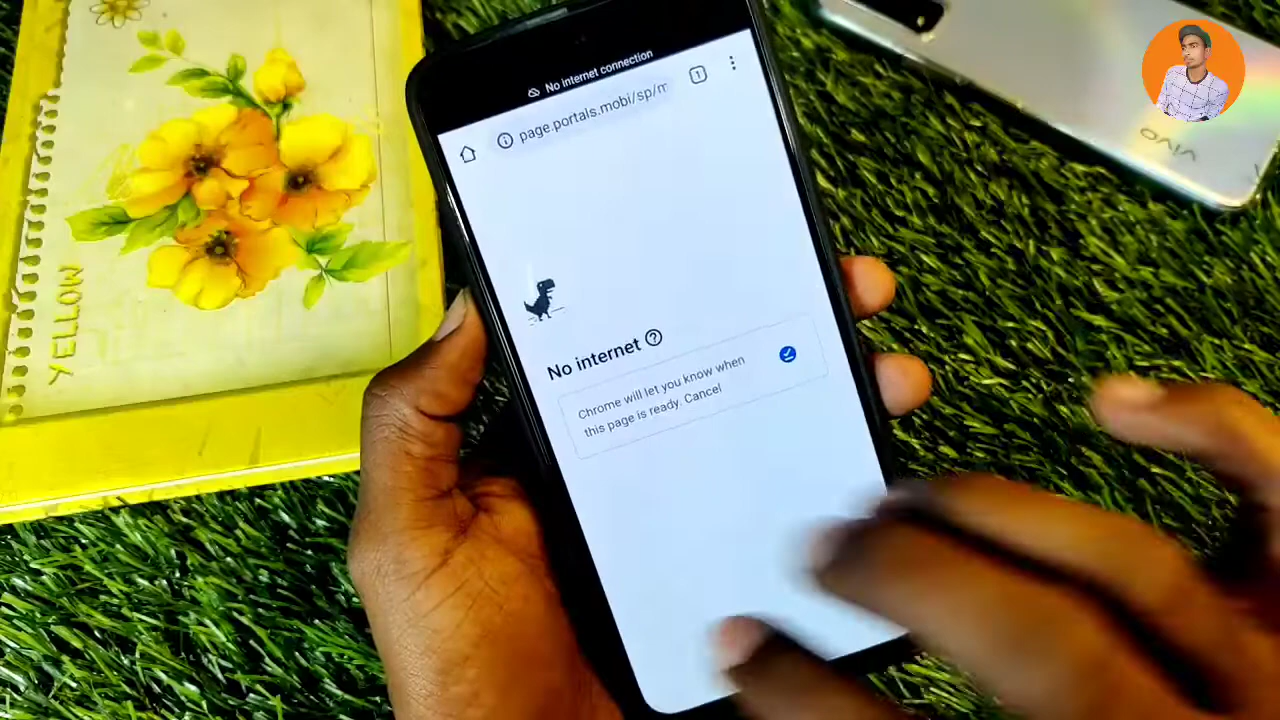 No internet connection
page.portals.mobi/sp/m
1
No internet
Chrome will let you know when
this page is ready. Cancel
YELLOW
vivo